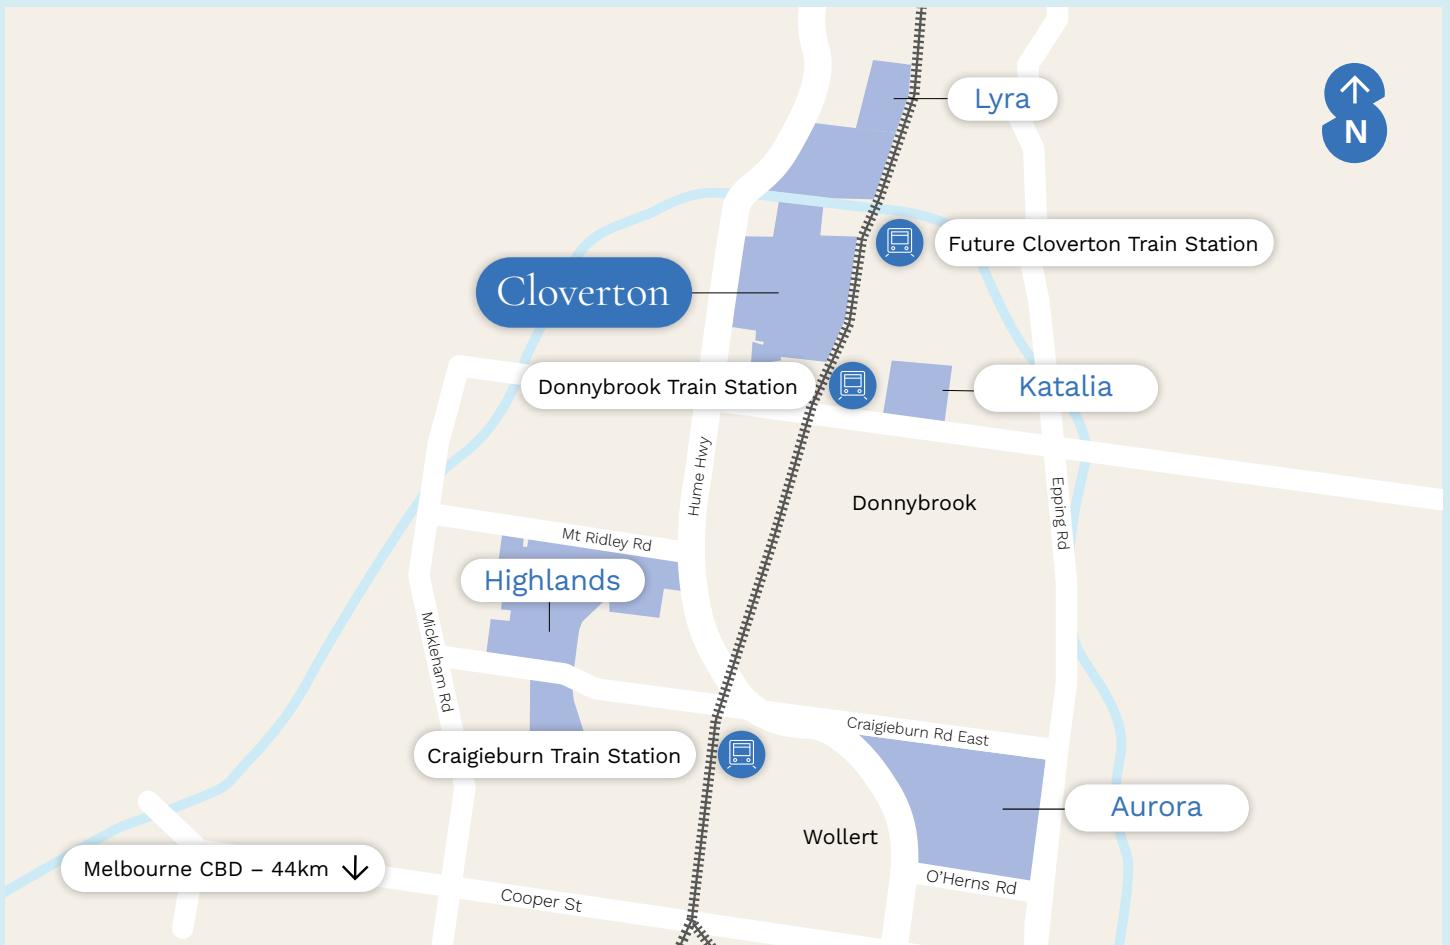 Lyra
N
Future Cloverton Train Station
Cloverton
Donnybrook Train Station
Katalia
Hume Hwy
Epping Rd
Donnybrook
Mt Ridley Rd
Highlands
Mickleham Rd
Craigieburn Rd East
Craigieburn Train Station
Aurora
Wollert
Melbourne CBD – 44km
O’Herns Rd
Cooper St